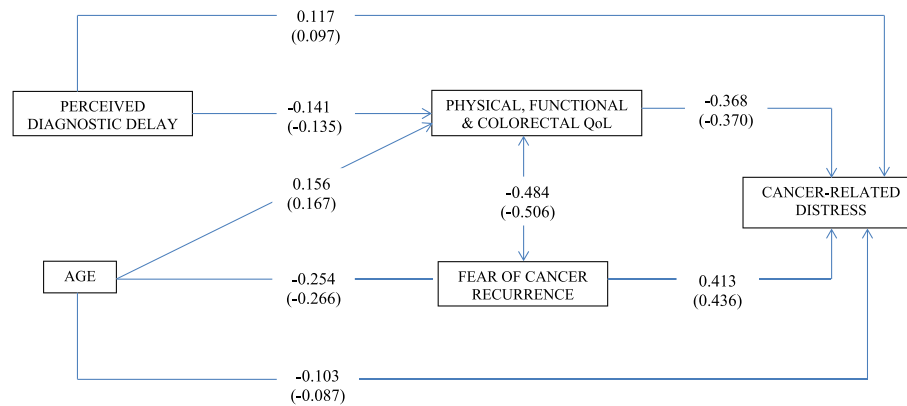 0.117
(0.097)
PERCEIVED
DIAGNOSTIC DELAY
-0.141
(-0.135)
PHYSICAL, FUNCTIONAL
& COLORECTAL QoL
-0.368
(-0.370)
0.156
(0.167)
-0.484
(-0.506)
CANCER-RELATED
DISTRESS
AGE
-0.254
(-0.266)
FEAR OF CANCER
RECURRENCE
0.413
(0.436)
-0.103
(-0.087)